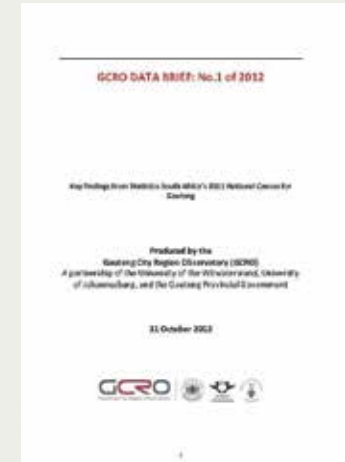 GCRO DATA BRIEF: No.1 of 2012
Key findings from Statistics South Africa's 2011 National Census for
Gauteng
Produced by the
Gauteng City Region Observatory (GCRO)
A partnership of the University of the Witwatersrand, University
of Johannesburg, and the Gauteng Provincial Government
31 October 2012
GCRO